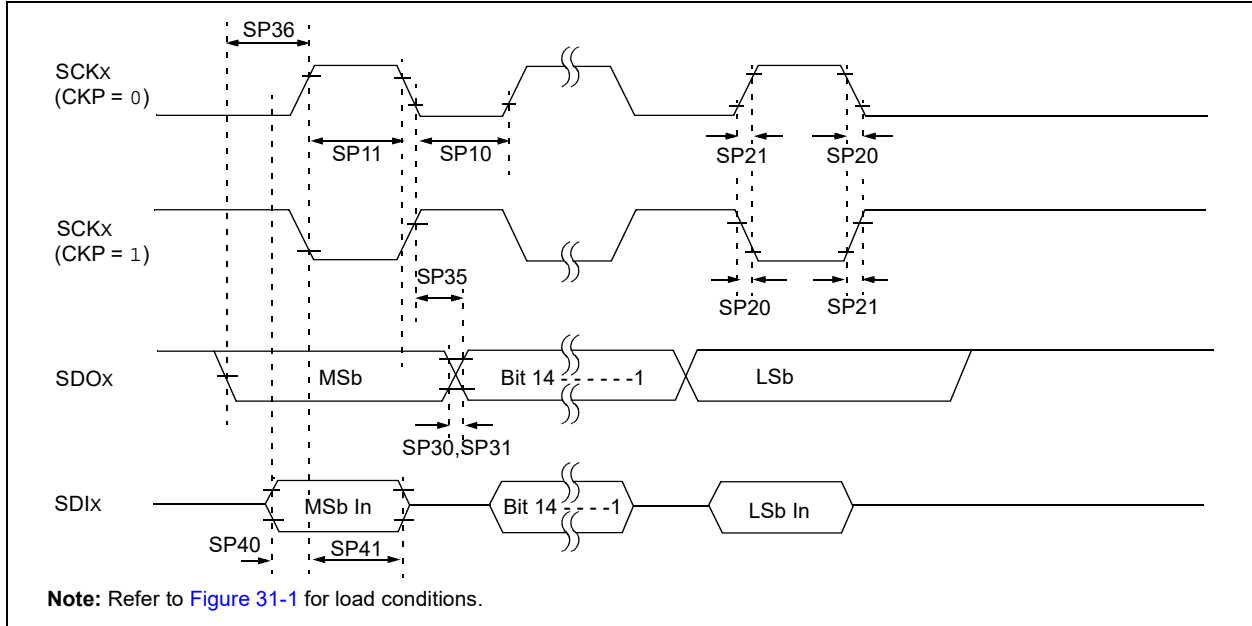 SP36
SCKx
(CKP = 0)
SP11
SP10
SP21
SP20
SCKx
(CKP = 1)
SP35
SP20
SP21
SDOx
MSb
Bit 14 - - - - - -1
LSb
SP30,SP31
SDIx
MSb In
Bit 14 - - - -1
LSb In
SP40
SP41
Note: Refer to Figure 31-1 for load conditions.